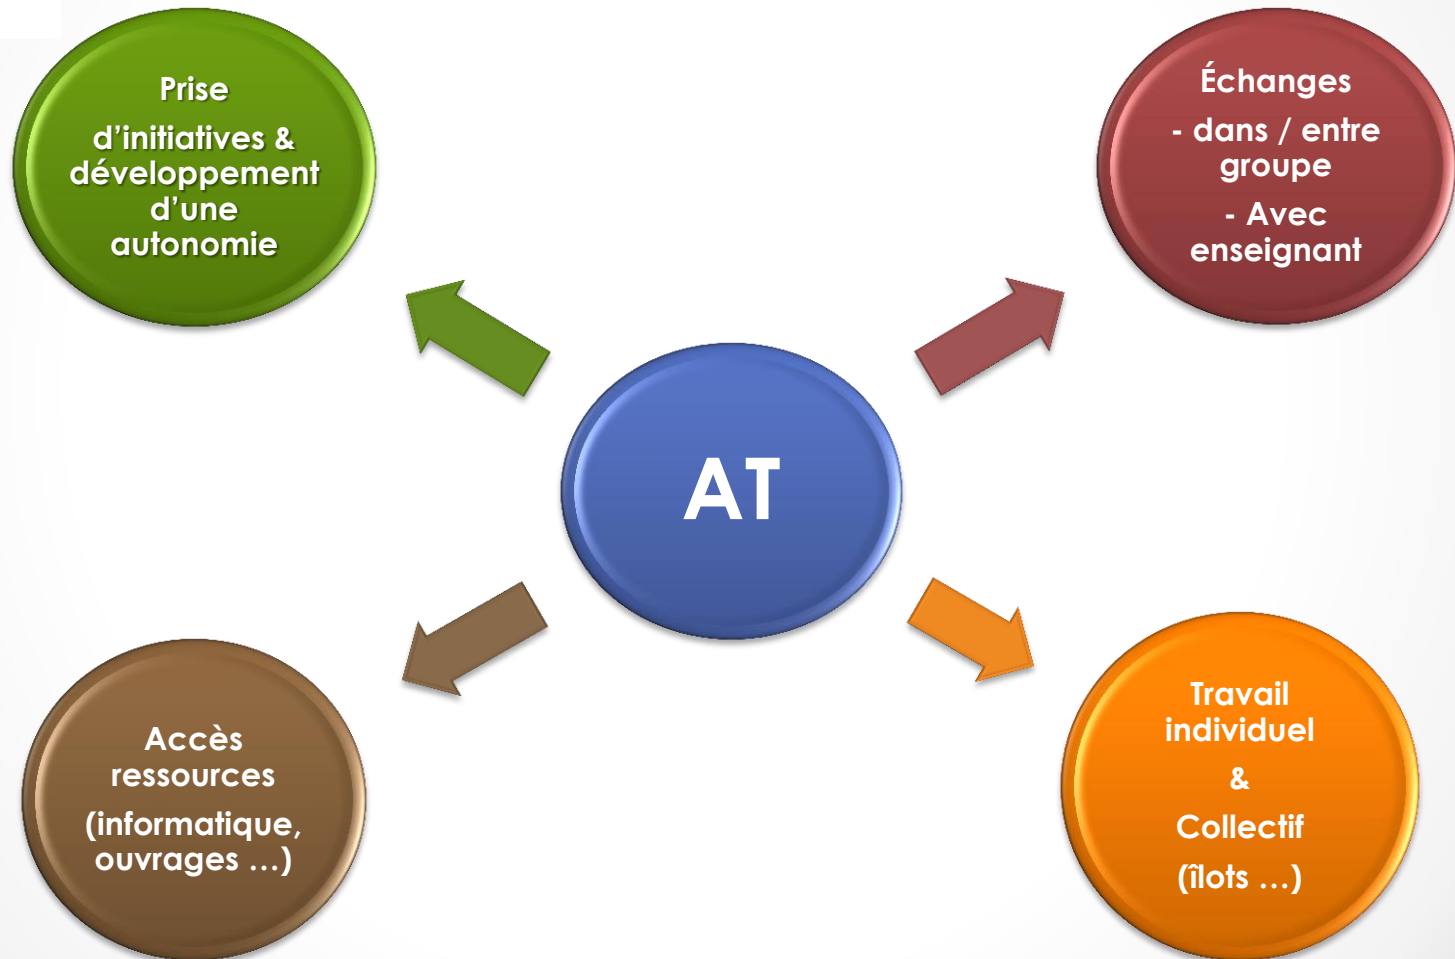 Prise
d'initiatives &
développement
d'une
autonomie
Échanges
- dans / entre
groupe
- Avec
enseignant
AT
Accès
ressources
(informatique,
ouvrages ...)
Travail
individuel
&
Collectif
(îlots ...)